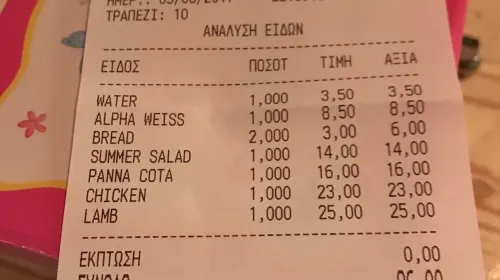 ΤΡΑΠΕΖΙ: 10
ΑΝΑΛΥΣΗ ΕΙΔΩΝ
ΕΙΔΟΣ ΠΟΣΟΤ ΤΙΜΗ ΑΞΙΑ
WATER 1,000 3,50 3,50
ALPHA WEISS 1,000 8,50 8,50
BREAD 2,000 3,00 6,00
SUMMER SALAD 1,000 14,00 14,00
PANNA COTA 1,000 16,00 16,00
CHICKEN 1,000 23,00 23,00
LAMB 1,000 25,00 25,00
ΕΚΠΤΩΣΗ 0,00
ΣΥΝΟΛΟ 96,00